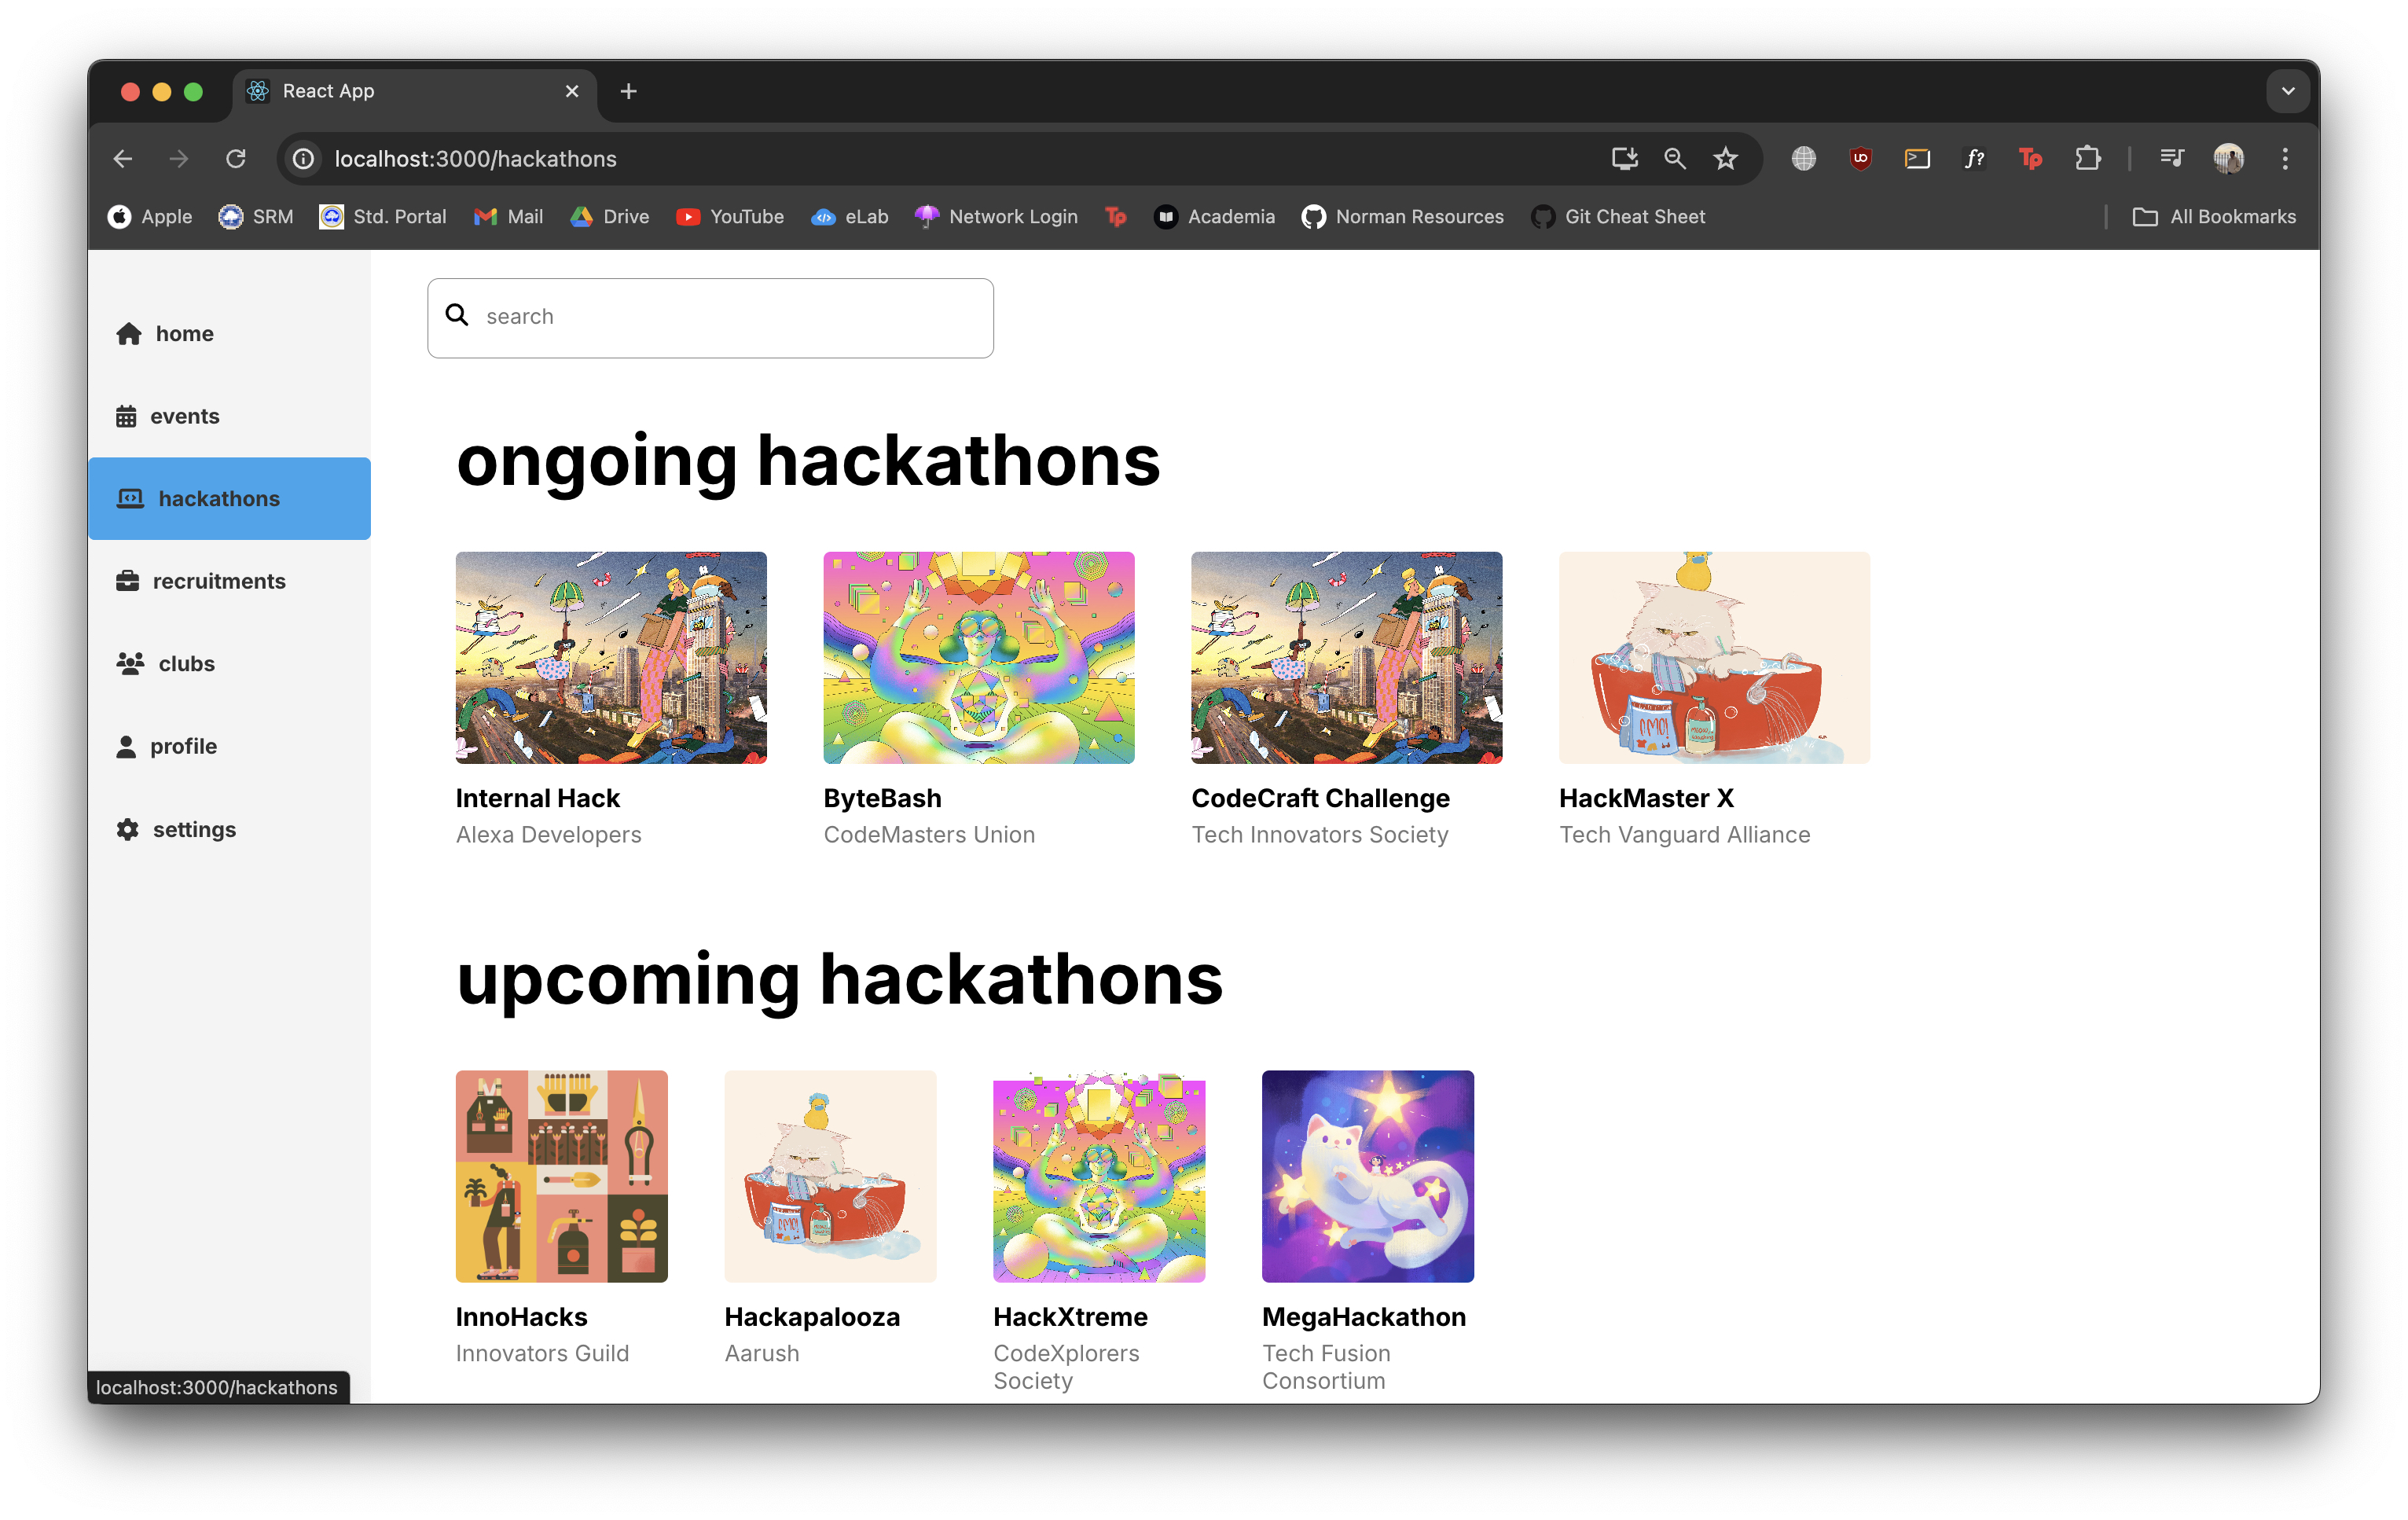 React App
localhost:3000/hackathons
Apple SRM Std. Portal Mail Drive YouTube eLab Network Login Tp Academia Norman Resources Git Cheat Sheet All Bookmarks
search
home
events
hackathons
recruitments
clubs
profile
settings
ongoing hackathons
OMO!
Internal Hack ByteBash CodeCraft Challenge HackMaster X
Alexa Developers CodeMasters Union Tech Innovators Society Tech Vanguard Alliance
upcoming hackathons
OMO!
InnoHacks Hackapalooza HackXtreme MegaHackathon
Innovators Guild Aarush CodeXplorers Tech Fusion
Society Consortium
localhost:3000/hackathons